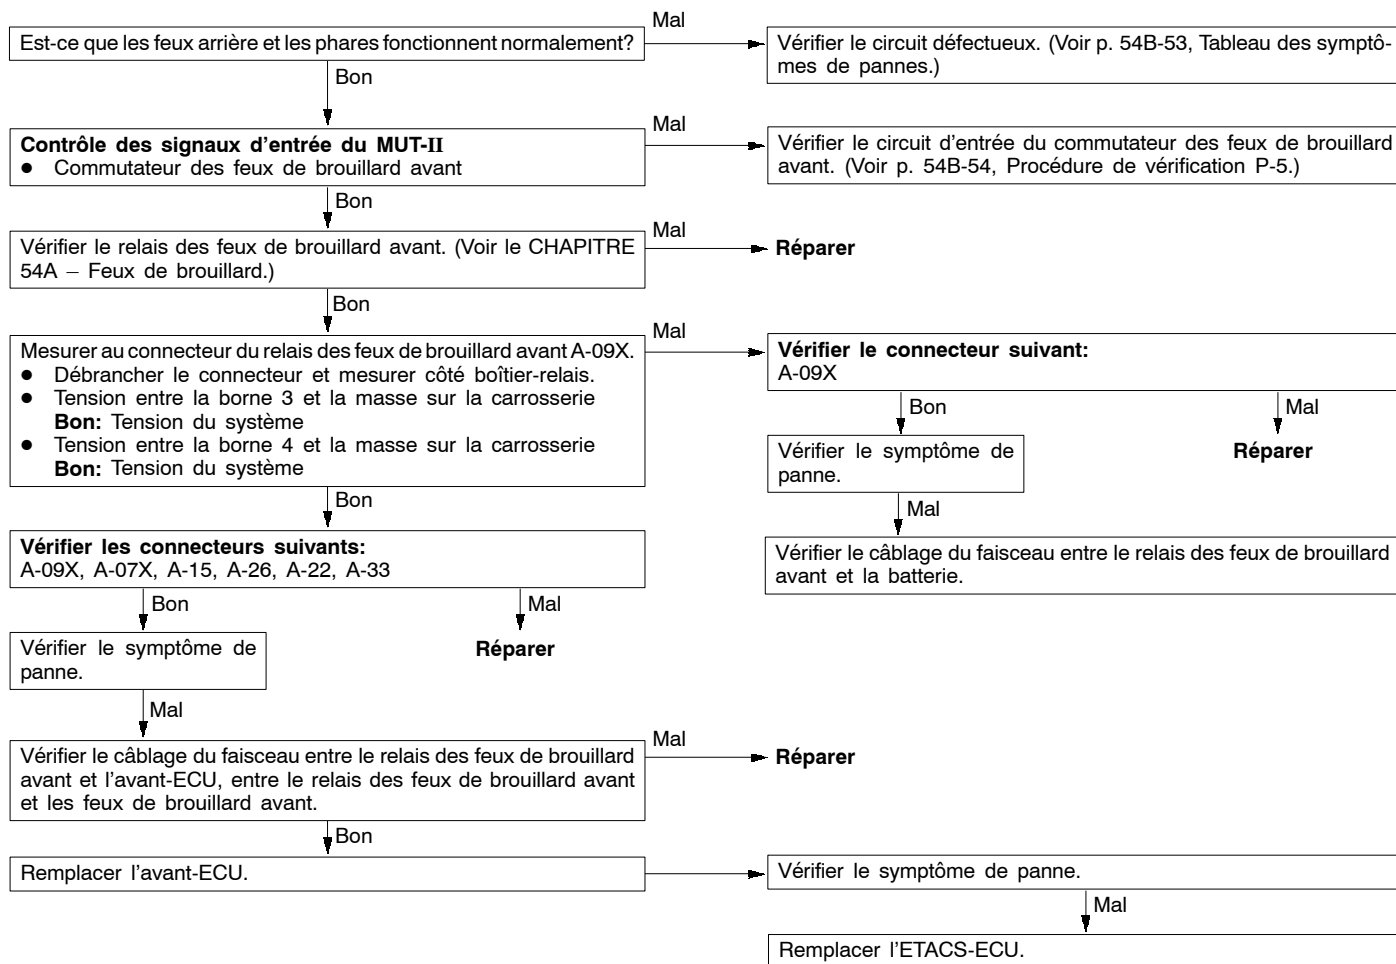 Est-ce que les feux arrière et les phares fonctionnent normalement?
Mal
Vérifier le circuit défectueux. (Voir p. 54B-53, Tableau des symptô-
mes de pannes.)
Bon
Contrôle des signaux d'entrée du MUT-II
● Commutateur des feux de brouillard avant
Mal
Vérifier le circuit d'entrée du commutateur des feux de brouillard
avant. (Voir p. 54B-54, Procédure de vérification P-5.)
Bon
Vérifier le relais des feux de brouillard avant. (Voir le CHAPITRE
54A – Feux de brouillard.)
Mal
Réparer
Bon
Mesurer au connecteur du relais des feux de brouillard avant A-09X.
● Débrancher le connecteur et mesurer côté boîtier-relais.
● Tension entre la borne 3 et la masse sur la carrosserie
Bon: Tension du système
● Tension entre la borne 4 et la masse sur la carrosserie
Bon: Tension du système
Mal
Vérifier le connecteur suivant:
A-09X
Bon
Mal
Vérifier le symptôme de
panne.
Réparer
Mal
Vérifier le câblage du faisceau entre le relais des feux de brouillard
avant et la batterie.
Bon
Vérifier les connecteurs suivants:
A-09X, A-07X, A-15, A-26, A-22, A-33
Bon
Mal
Vérifier le symptôme de
panne.
Réparer
Mal
Vérifier le câblage du faisceau entre le relais des feux de brouillard
avant et l'avant-ECU, entre le relais des feux de brouillard avant
et les feux de brouillard avant.
Mal
Réparer
Bon
Remplacer l'avant-ECU.
Vérifier le symptôme de panne.
Mal
Remplacer l'ETACS-ECU.